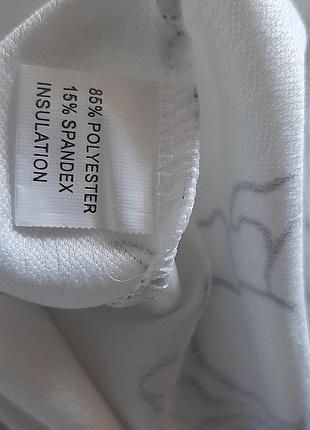 85% POLYESTER
15% SPANDEX
INSULATION